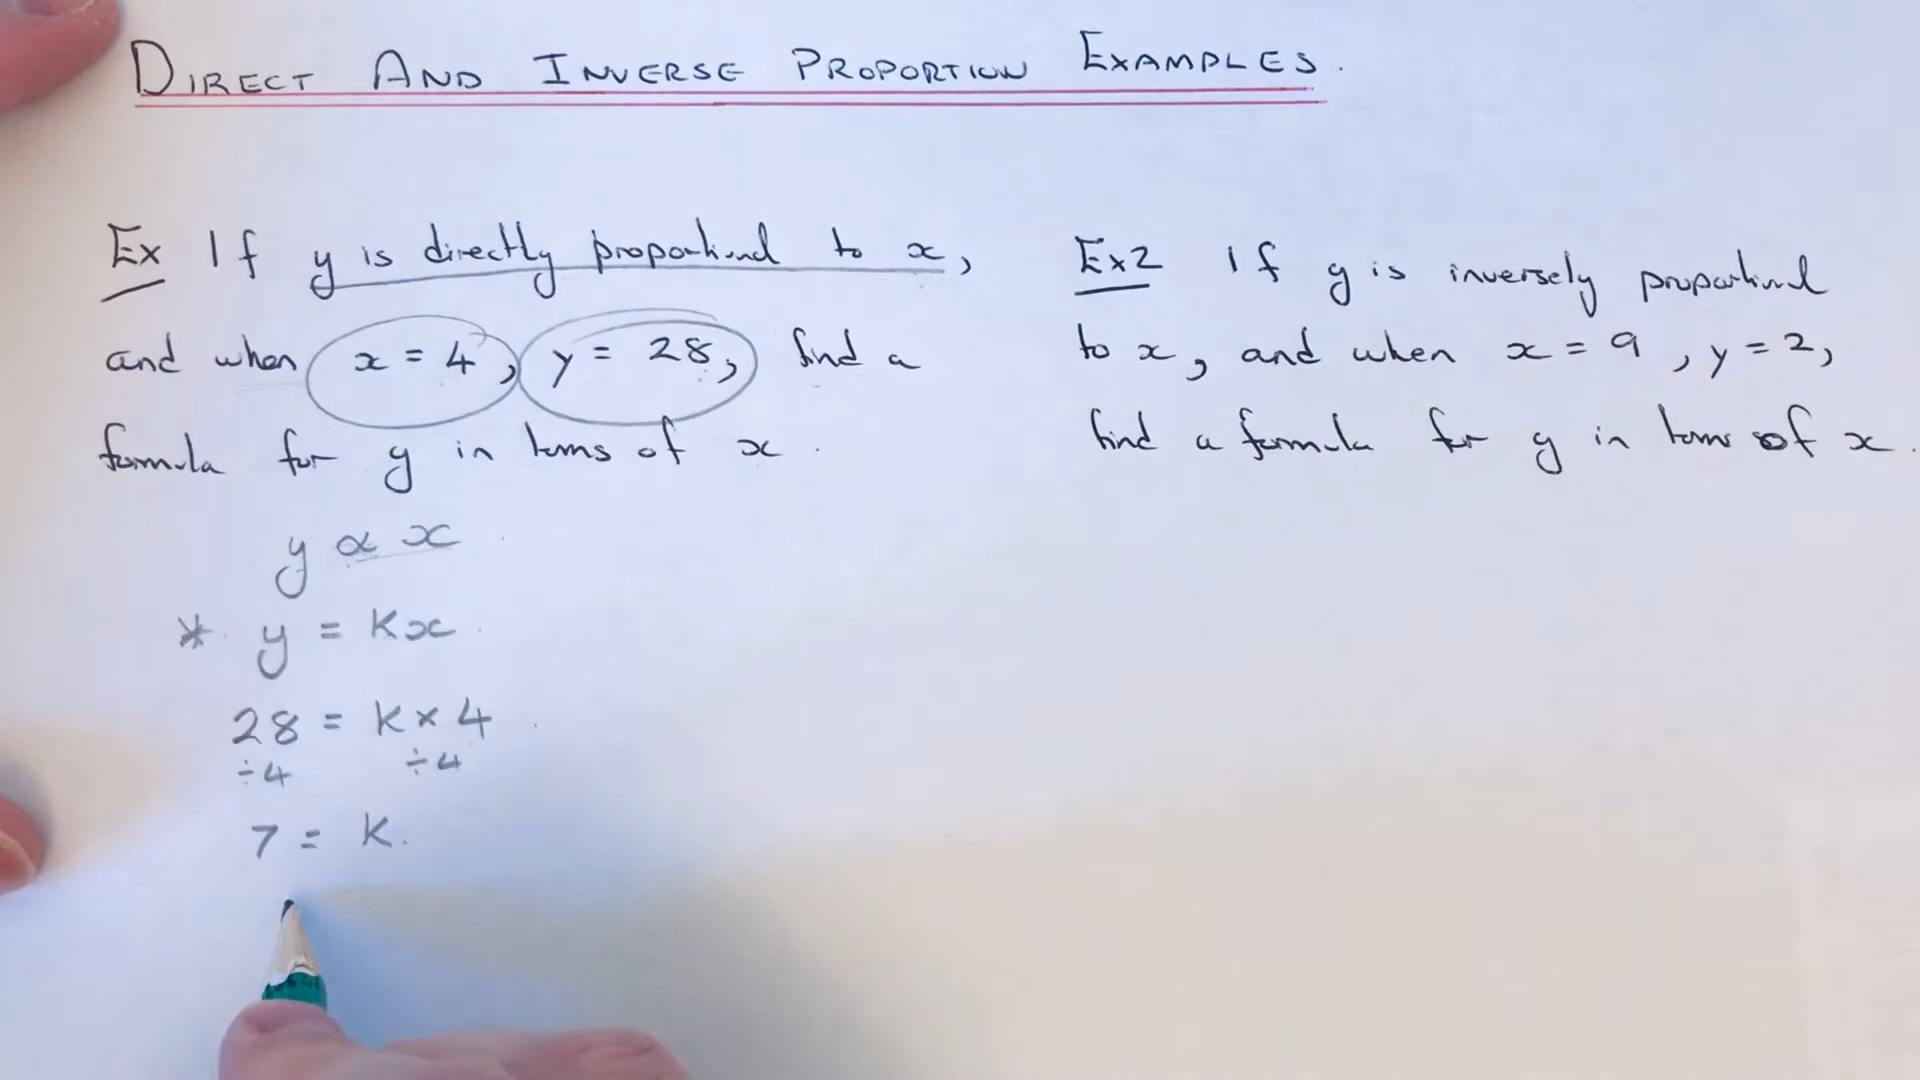 DIRECT AND INVERSE PROPORTION EXAMPLES.
Ex If y is directly proportional to x,
and when x = 4, y = 28, find a
formula for y in terms of x.
y ∝ x
* y = Kx
28 = K × 4
÷4 ÷4
7 = K.
Ex2 If y is inversely proportional
to x, and when x = 9, y = 2,
find a formula for y in terms of x.